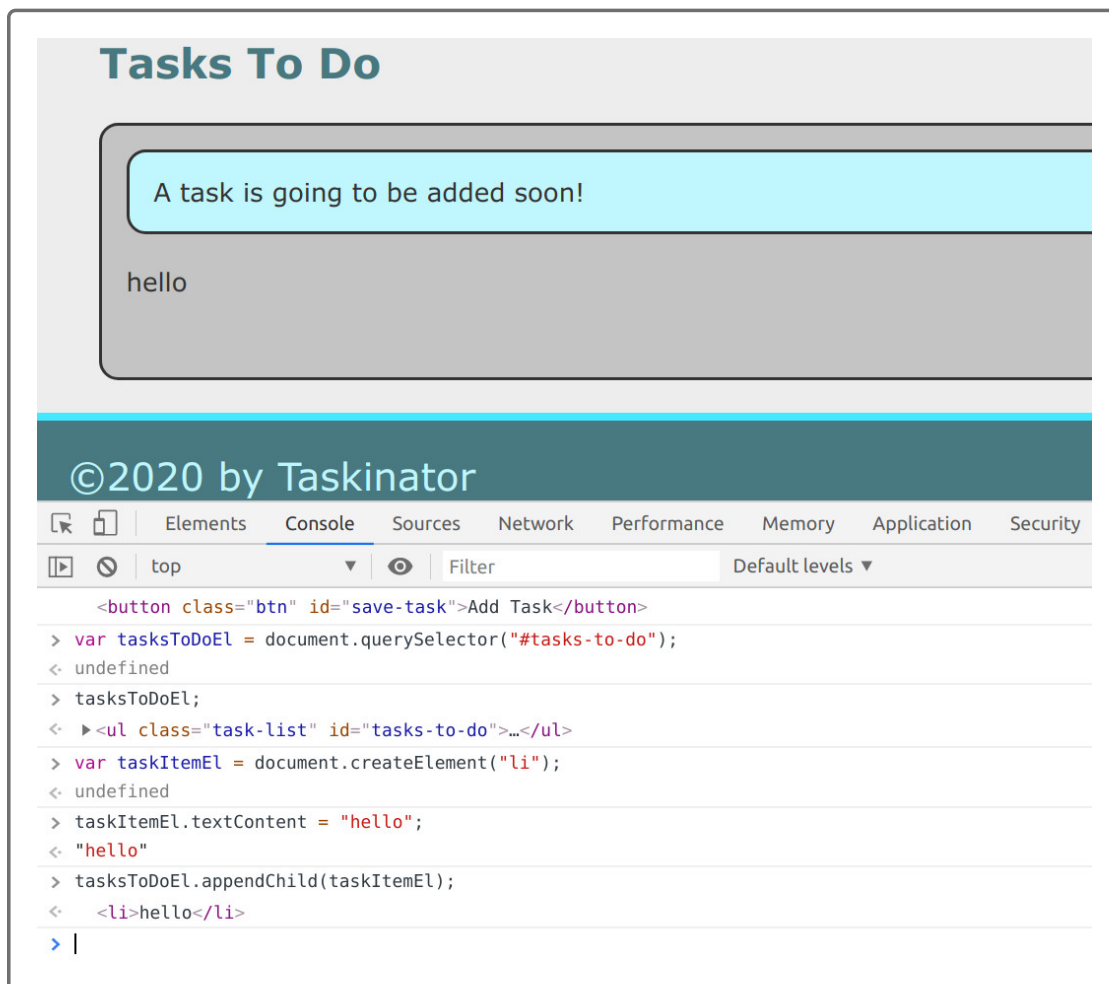 Tasks To Do
A task is going to be added soon!
hello
©2020 by Taskinator
Elements Console Sources Network Performance Memory Application Security
top ▼ Filter Default levels ▼
<button class="btn" id="save-task">Add Task</button>
> var tasksToDoEl = document.querySelector("#tasks-to-do");
undefined
> tasksToDoEl;
▶<ul class="task-list" id="tasks-to-do">…</ul>
> var taskItemEl = document.createElement("li");
undefined
> taskItemEl.textContent = "hello";
"hello"
> tasksToDoEl.appendChild(taskItemEl);
<li>hello</li>
>